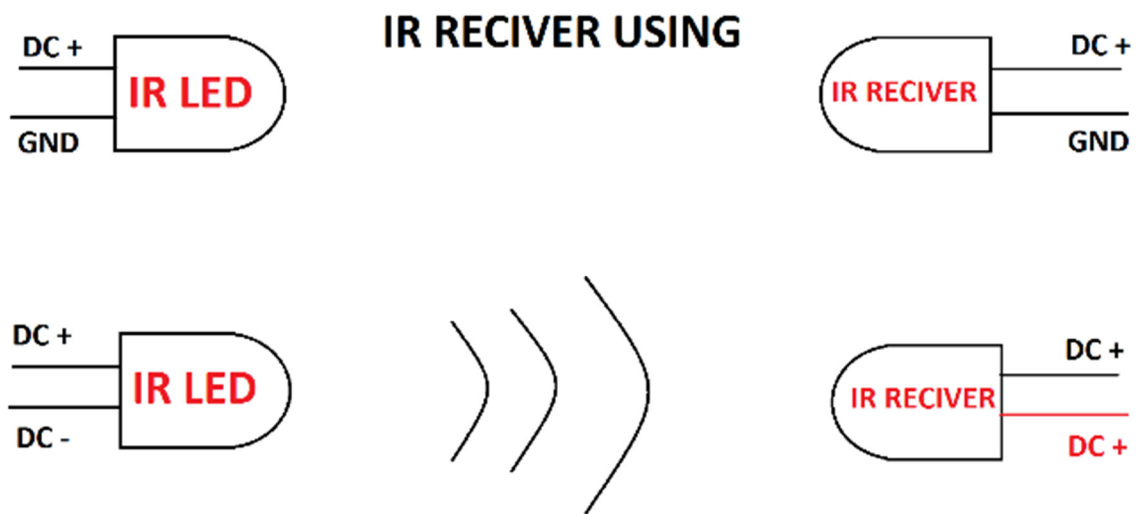 IR RECIVER USING
DC +
IR LED
GND
DC +
IR RECIVER
GND
DC +
IR LED
DC -
DC +
IR RECIVER
DC +